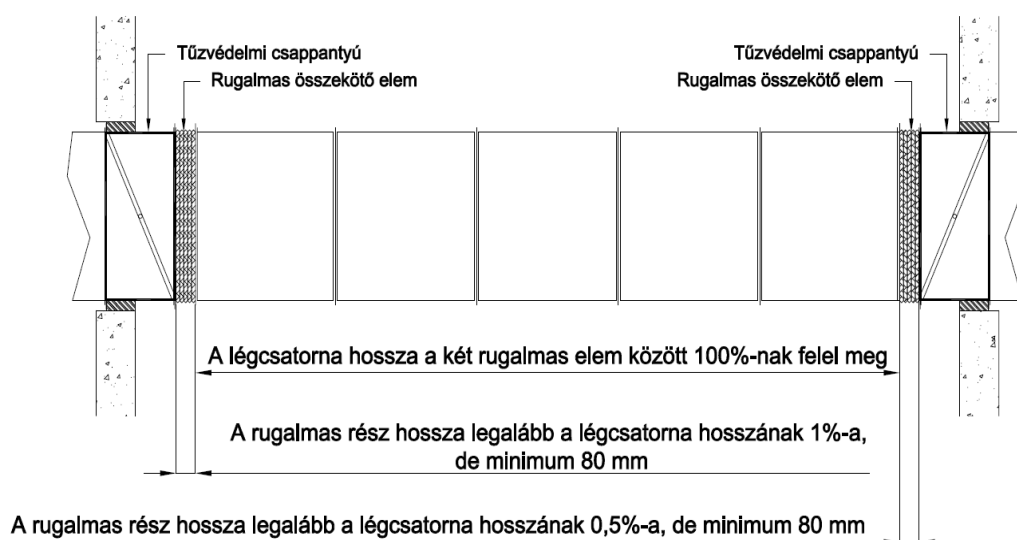 Tűzvédelmi csappantyú
Rugalmas összekötő elem
Tűzvédelmi csappantyú
Rugalmas összekötő elem
A légcsatorna hossza a két rugalmas elem között 100%-nak felel meg
A rugalmas rész hossza legalább a légcsatorna hosszának 1%-a,
de minimum 80 mm
A rugalmas rész hossza legalább a légcsatorna hosszának 0,5%-a, de minimum 80 mm